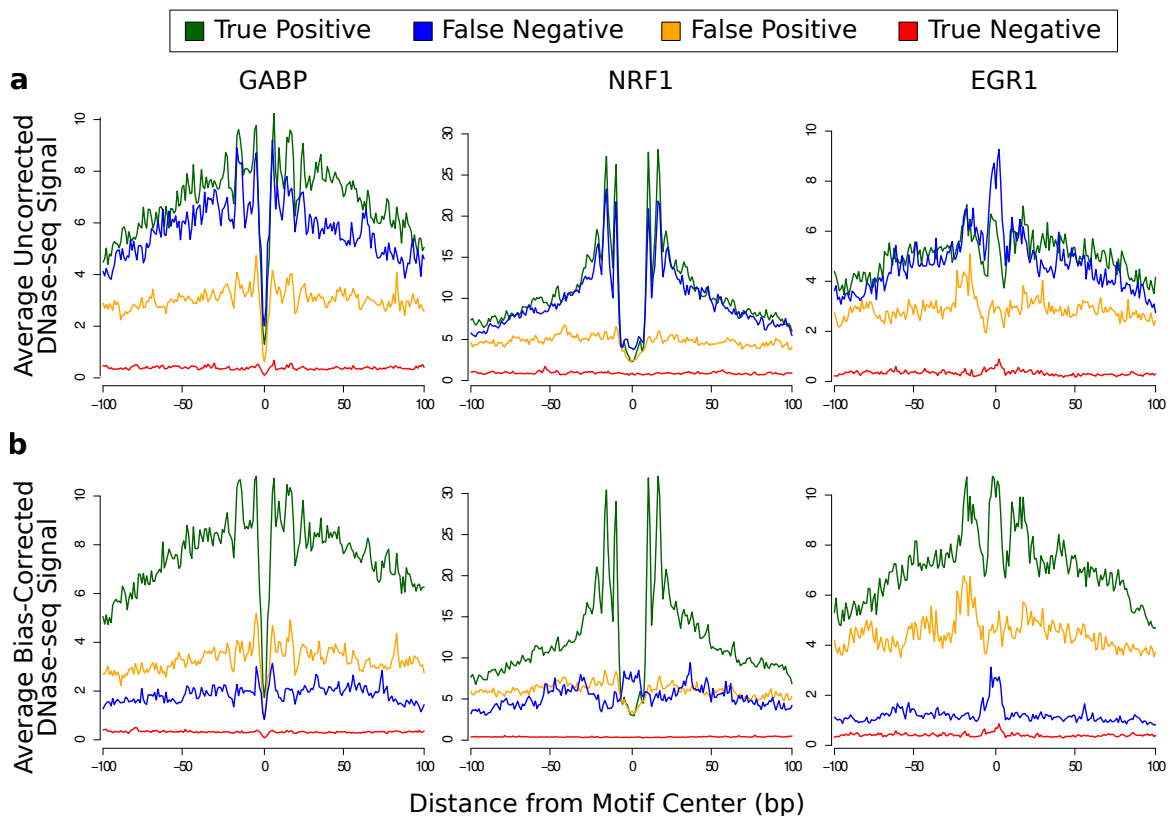 True Positive False Negative False Positive True Negative
a
GABP NRF1 EGR1
Average Uncorrected
DNase-seq Signal
0 2 4 6 8 10
−100 −50 0 50 100
0 5 10 15 20 25 30
−100 −50 0 50 100
0 2 4 6 8 10
−100 −50 0 50 100
b
Average Bias-Corrected
DNase-seq Signal
0 2 4 6 8 10
−100 −50 0 50 100
0 5 10 15 20 25 30
−100 −50 0 50 100
0 2 4 6 8 10
−100 −50 0 50 100
Distance from Motif Center (bp)